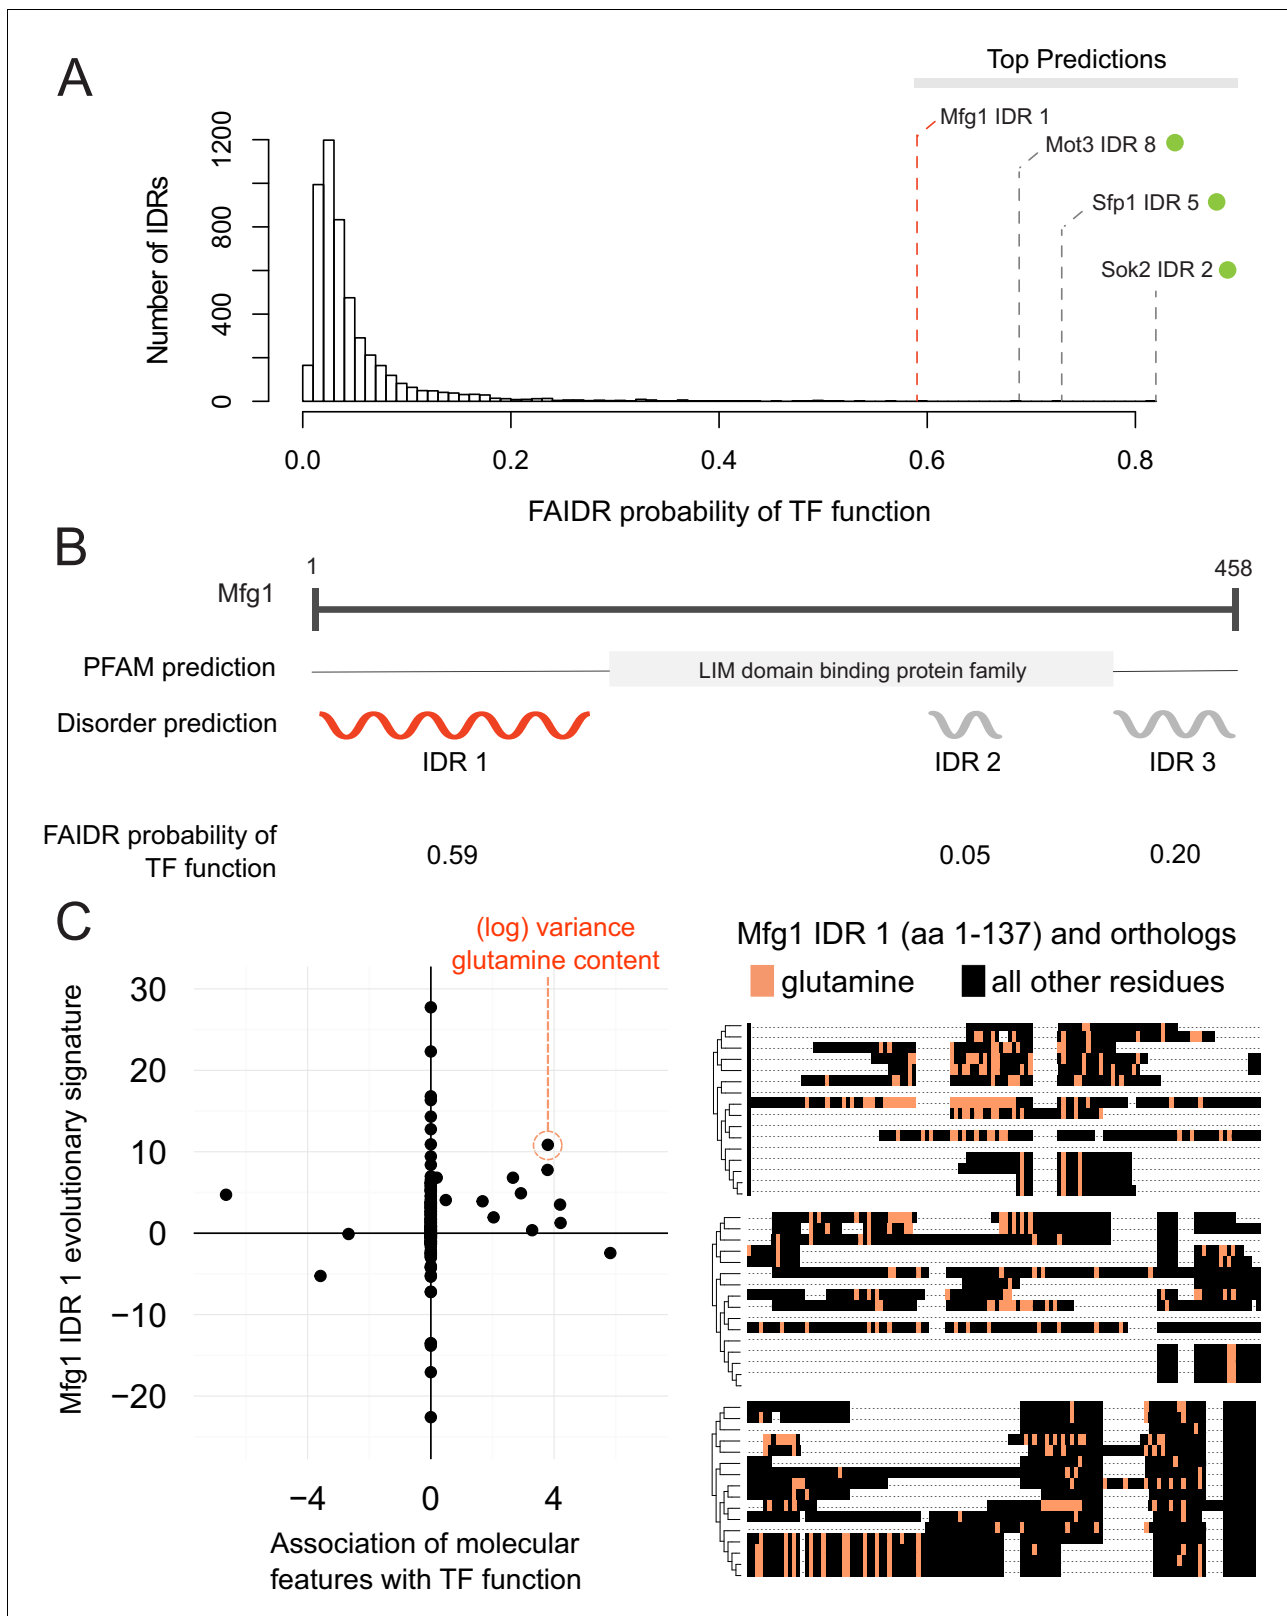 A
Top Predictions
Mfg1 IDR 1
Mot3 IDR 8
Sfp1 IDR 5
Sok2 IDR 2
Number of IDRs
1200
800
400
0
0.0 0.2 0.4 0.6 0.8
FAIDR probability of TF function
B
1 458
Mfg1
PFAM prediction
LIM domain binding protein family
Disorder prediction
IDR 1 IDR 2 IDR 3
FAIDR probability of
TF function
0.59 0.05 0.20
C
(log) variance
glutamine content
Mfg1 IDR 1 evolutionary signature
30
20
10
0
−10
−20
−4 0 4
Association of molecular
features with TF function
Mfg1 IDR 1 (aa 1-137) and orthologs
glutamine all other residues